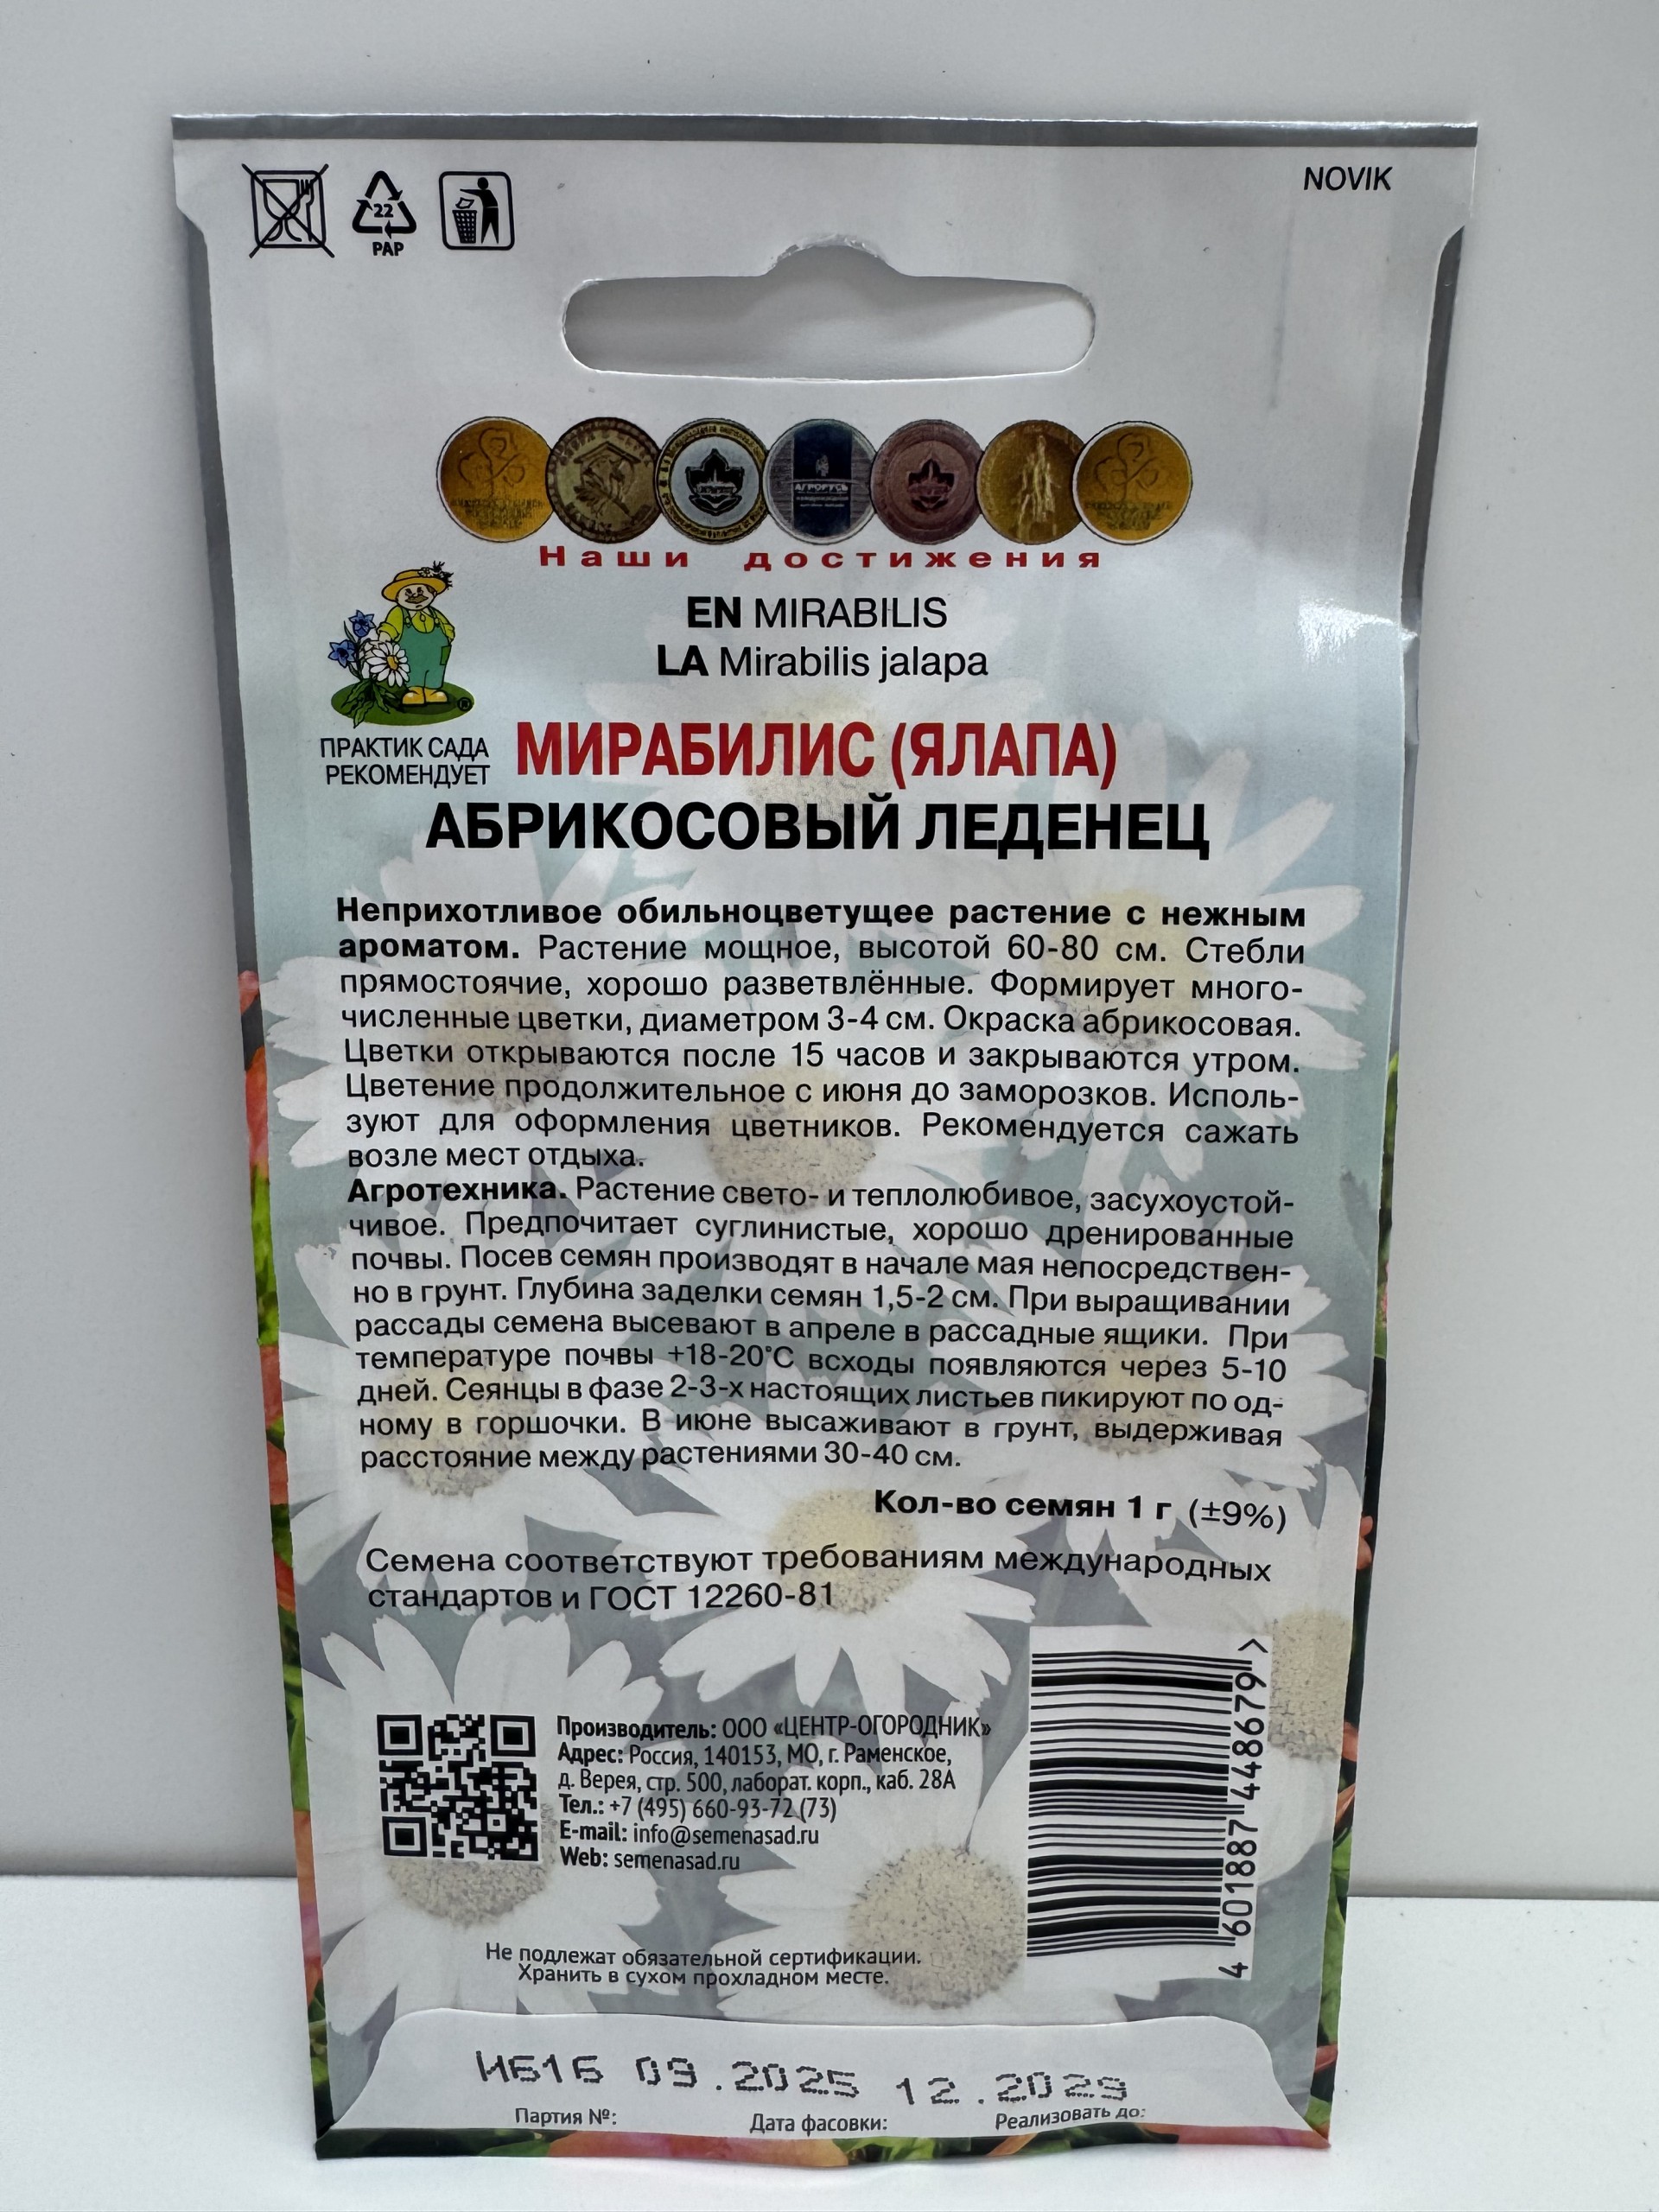 NOVIK
22
PAP
АГРОРУСЬ
Наши достижения
EN MIRABILIS
LA Mirabilis jalapa
ПРАКТИК САДА
РЕКОМЕНДУЕТ
МИРАБИЛИС (ЯЛАПА)
АБРИКОСОВЫЙ ЛЕДЕНЕЦ
Неприхотливое обильноцветущее растение с нежным
ароматом. Растение мощное, высотой 60-80 см. Стебли
прямостоячие, хорошо разветвлённые. Формирует много-
численные цветки, диаметром 3-4 см. Окраска абрикосовая.
Цветки открываются после 15 часов и закрываются утром.
Цветение продолжительное с июня до заморозков. Исполь-
зуют для оформления цветников. Рекомендуется сажать
возле мест отдыха.
Агротехника. Растение свето- и теплолюбивое, засухоустой-
чивое. Предпочитает суглинистые, хорошо дренированные
почвы. Посев семян производят в начале мая непосредствен-
но в грунт. Глубина заделки семян 1,5-2 см. При выращивании
рассады семена высевают в апреле в рассадные ящики. При
температуре почвы +18-20°С всходы появляются через 5-10
дней. Сеянцы в фазе 2-3-х настоящих листьев пикируют по од-
ному в горшочки. В июне высаживают в грунт, выдерживая
расстояние между растениями 30-40 см.
Кол-во семян 1 г (±9%)
Семена соответствуют требованиям международных
стандартов и ГОСТ 12260-81
Производитель: ООО «ЦЕНТР-ОГОРОДНИК»
Адрес: Россия, 140153, МО, г. Раменское,
д. Верея, стр. 500, лаборат. корп., каб. 28А
Тел.: +7 (495) 660-93-72 (73)
E-mail: info@semenasad.ru
Web: semenasad.ru
4 601887 448679 >
Не подлежат обязательной сертификации.
Хранить в сухом прохладном месте.
И616 09.2025 12.2029
Партия №: Дата фасовки: Реализовать до: